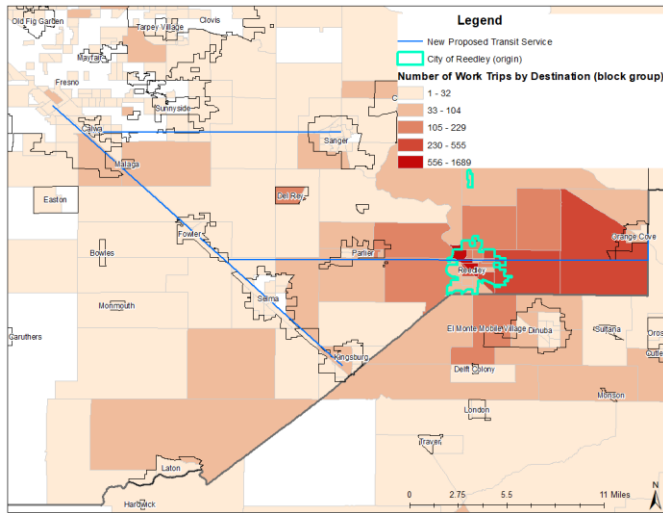 Old Fig Garden
Tarpey Village
Clovis
Mayfair
Fresno
Sunnyside
Calwa
Sanger
Malaga
Easton
Del Rey
Fowler
Bowles
Parlier
Reedley
Orange Cove
Selma
Monmouth
Caruthers
El Monte Mobile Village
Dinuba
Sultana
Oros
Cutle
Kingsburg
Delft Colony
Monson
London
Traver
Laton
Hardwick
Legend
New Proposed Transit Service
City of Reedley (origin)
Number of Work Trips by Destination (block group)
1 - 32
33 - 104
105 - 229
230 - 555
556 - 1689
0 2.75 5.5 11 Miles
N